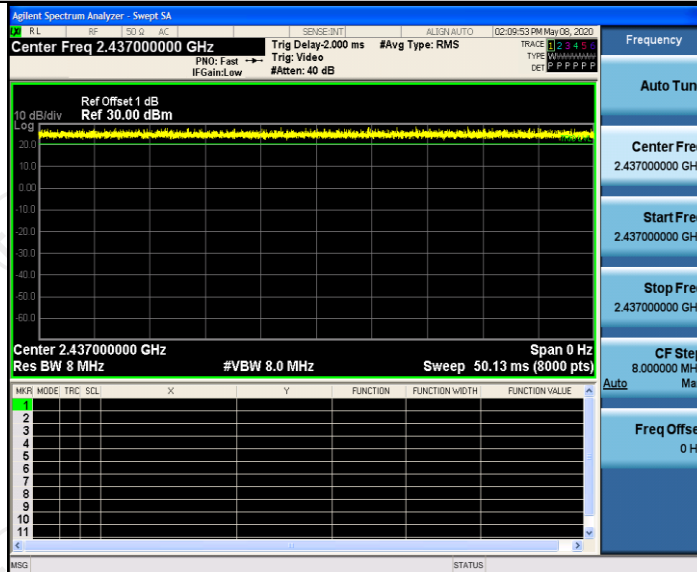 Agilent Spectrum Analyzer - Swept SA
RL RF 50 Ω AC SENSE:INT ALIGN AUTO 02:09:53 PM May 08, 2020
Center Freq 2.437000000 GHz
PNO: Fast
IFGain:Low
Trig Delay-2.000 ms
Trig: Video
#Atten: 40 dB
#Avg Type: RMS
TRACE 1 2 3 4 5 6
TYPE
DET P P P P P P
Ref Offset 1 dB
10 dB/div Ref 30.00 dBm
Log
20.0
10.0
0.00
-10.0
-20.0
-30.0
-40.0
-50.0
-60.0
Center 2.437000000 GHz Span 0 Hz
Res BW 8 MHz #VBW 8.0 MHz Sweep 50.13 ms (8000 pts)
MKR MODE TRC SCL X Y FUNCTION FUNCTION WIDTH FUNCTION VALUE
1
2
3
4
5
6
7
8
9
10
11
MSG STATUS
Frequency
Auto Tun
Center Fre
2.437000000 GH
Start Fre
2.437000000 GH
Stop Fre
2.437000000 GH
CF Ste
8.000000 MH
Auto Ma
Freq Offse
0 H